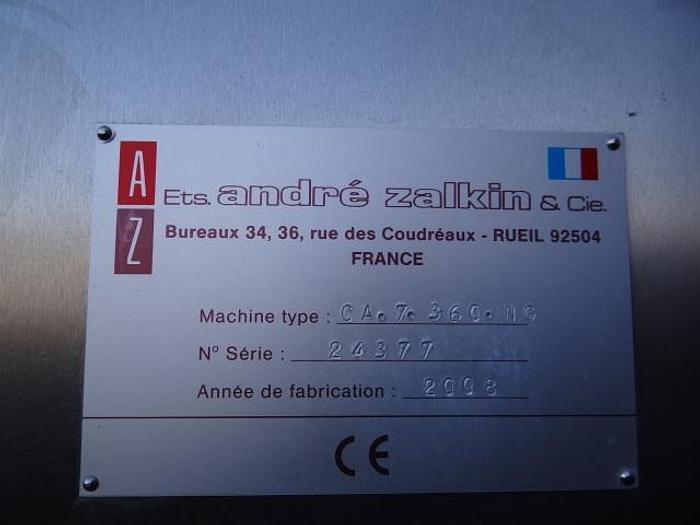 A
Z
Ets. andré zalkin & Cie.
Bureaux 34, 36, rue des Coudréaux - RUEIL 92504
FRANCE
Machine type : CA.7.360.NG
N° Série : 24377
Année de fabrication : 2008
CE